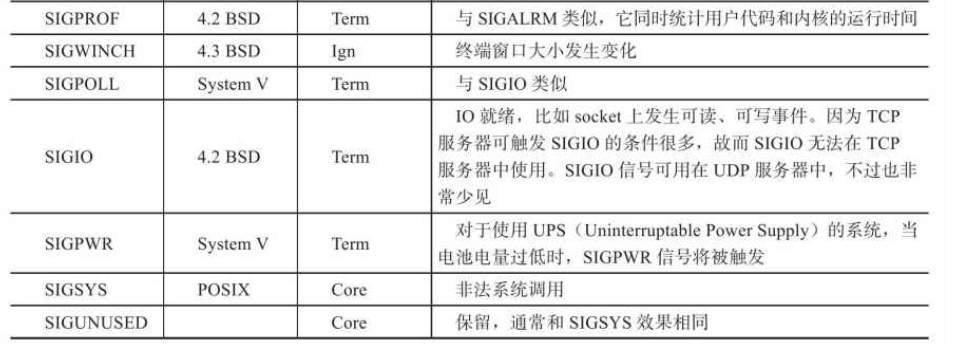 SIGPROF 4.2 BSD Term 与 SIGALRM 类似，它同时统计用户代码和内核的运行时间
SIGWINCH 4.3 BSD Ign 终端窗口大小发生变化
SIGPOLL System V Term 与 SIGIO 类似
SIGIO 4.2 BSD Term IO 就绪，比如 socket 上发生可读、可写事件。因为 TCP
服务器可触发 SIGIO 的条件很多，故而 SIGIO 无法在 TCP
服务器中使用。SIGIO 信号可用在 UDP 服务器中，不过也非
常少见
SIGPWR System V Term 对于使用 UPS（Uninterruptable Power Supply）的系统，当
电池电量过低时，SIGPWR 信号将被触发
SIGSYS POSIX Core 非法系统调用
SIGUNUSED Core 保留，通常和 SIGSYS 效果相同